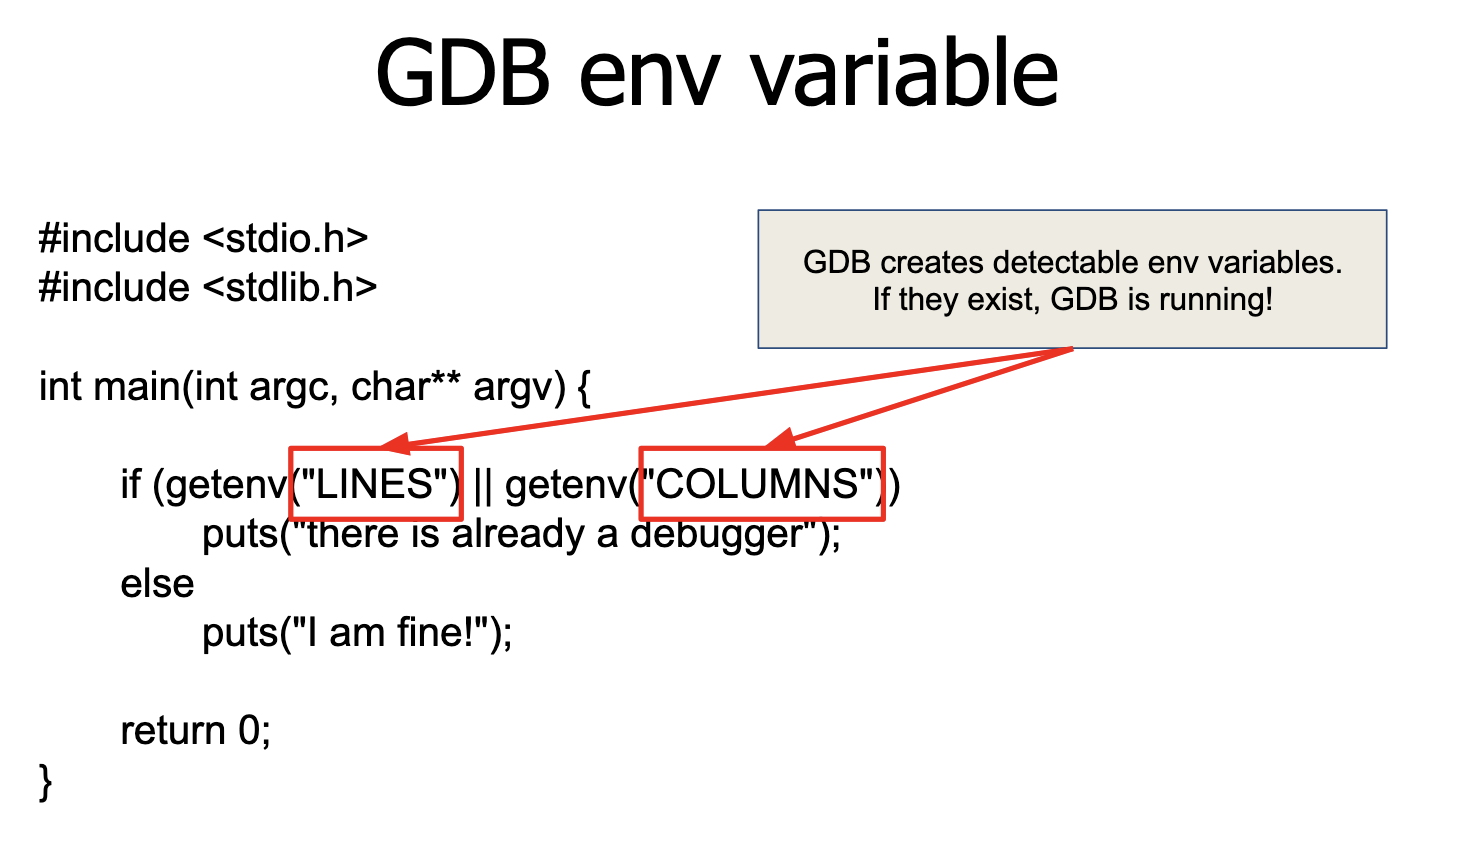 GDB env variable
#include <stdio.h>
#include <stdlib.h>
GDB creates detectable env variables.
If they exist, GDB is running!
int main(int argc, char** argv) {
if (getenv("LINES") || getenv("COLUMNS"))
puts("there is already a debugger");
else
puts("I am fine!");
return 0;
}